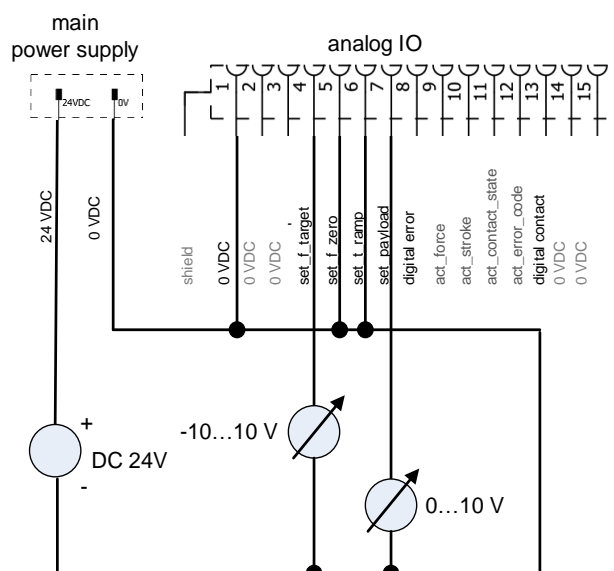 main
power supply
analog IO
24VDC
0V
1
2
3
4
5
6
7
8
9
10
11
12
13
14
15
24 VDC
0 VDC
shield
0 VDC
0 VDC
0 VDC
set_f_target
set_f_zero
set_t_ramp
set_payload
digital error
act_force
act_stroke
act_contact_state
act_error_code
digital contact
0 VDC
0 VDC
-10...10 V
+
DC 24V
-
0...10 V